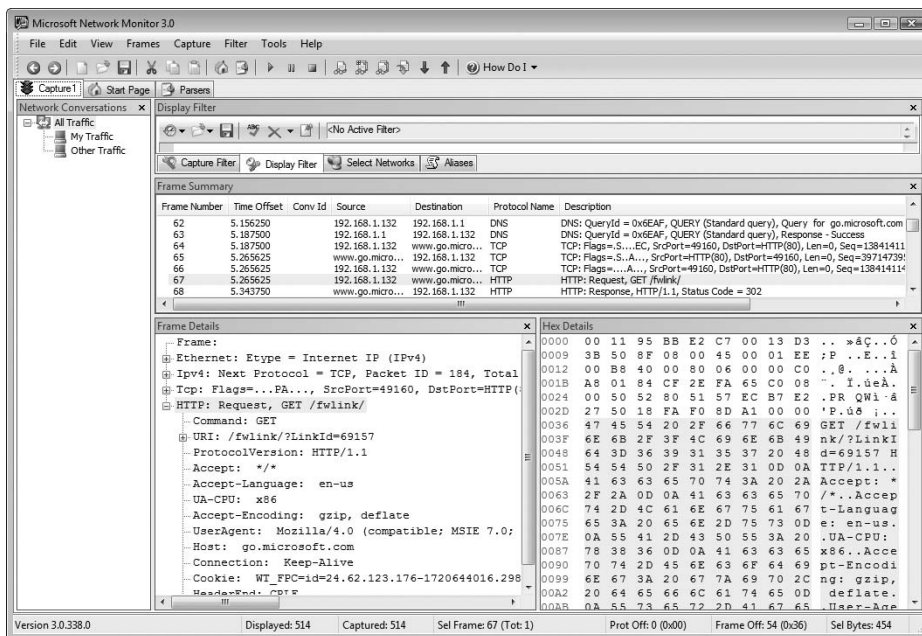 Microsoft Network Monitor 3.0
File Edit View Frames Capture Filter Tools Help
How Do I
Capture1 Start Page Parsers
Network Conversations
All Traffic
My Traffic
Other Traffic
Display Filter
<No Active Filter>
Capture Filter Display Filter Select Networks Aliases
Frame Summary
Frame Number Time Offset Conv Id Source Destination Protocol Name Description
62 5.156250 192.168.1.132 192.168.1.1 DNS DNS: QueryId = 0x6EAF, QUERY (Standard query), Query for go.microsoft.com
63 5.187500 192.168.1.1 192.168.1.132 DNS DNS: QueryId = 0x6EAF, QUERY (Standard query), Response - Success
64 5.187500 192.168.1.132 www.go.micro... TCP TCP: Flags=.S....EC, SrcPort=49160, DstPort=HTTP(80), Len=0, Seq=13841411
65 5.265625 www.go.micro... 192.168.1.132 TCP TCP: Flags=.S..A..., SrcPort=HTTP(80), DstPort=49160, Len=0, Seq=39714739
66 5.265625 192.168.1.132 www.go.micro... TCP TCP: Flags=....A..., SrcPort=49160, DstPort=HTTP(80), Len=0, Seq=13841411
67 5.265625 192.168.1.132 www.go.micro... HTTP HTTP: Request, GET /fwlink/
68 5.343750 www.go.micro... 192.168.1.132 HTTP HTTP: Response, HTTP/1.1, Status Code = 302
Frame Details
Frame:
Ethernet: Etype = Internet IP (IPv4)
Ipv4: Next Protocol = TCP, Packet ID = 184, Total
Tcp: Flags=...PA..., SrcPort=49160, DstPort=HTTP(
HTTP: Request, GET /fwlink/
Command: GET
URI: /fwlink/?LinkId=69157
ProtocolVersion: HTTP/1.1
Accept: */*
Accept-Language: en-us
UA-CPU: x86
Accept-Encoding: gzip, deflate
UserAgent: Mozilla/4.0 (compatible; MSIE 7.0;
Host: go.microsoft.com
Connection: Keep-Alive
Cookie: WT_FPC=id=24.62.123.176-1720644016.298
HeaderEnd: CRLF
Hex Details
0000 00 11 95 BB E2 C7 00 13 D3 .. »âÇ..Ó
0009 3B 50 8F 08 00 45 00 01 EE ;P ..E..î
0012 00 B8 40 00 80 06 00 00 C0 .¸@. ...À
001B A8 01 84 CF 2E FA 65 C0 08 ¨. Ï.úeÀ.
0024 00 50 52 80 51 57 EC B7 E2 .PR QWì·â
002D 27 50 18 FA F0 8D A1 00 00 'P.úð ¡..
0036 47 45 54 20 2F 66 77 6C 69 GET /fwli
003F 6E 6B 2F 3F 4C 69 6E 6B 49 nk/?LinkI
0048 64 3D 36 39 31 35 37 20 48 d=69157 H
0051 54 54 50 2F 31 2E 31 0D 0A TTP/1.1..
005A 41 63 63 65 70 74 3A 20 2A Accept: *
0063 2F 2A 0D 0A 41 63 63 65 70 /*..Accep
006C 74 2D 4C 61 6E 67 75 61 67 t-Languag
0075 65 3A 20 65 6E 2D 75 73 0D e: en-us.
007E 0A 55 41 2D 43 50 55 3A 20 .UA-CPU:
0087 78 38 36 0D 0A 41 63 63 65 x86..Acce
0090 70 74 2D 45 6E 63 6F 64 69 pt-Encodi
0099 6E 67 3A 20 67 7A 69 70 2C ng: gzip,
00A2 20 64 65 66 6C 61 74 65 0D deflate.
00AB 0A 55 73 65 72 2D 41 67 65 .User-Age
Version 3.0.338.0 Displayed: 514 Captured: 514 Sel Frame: 67 (Tot: 1) Prot Off: 0 (0x00) Frame Off: 54 (0x36) Sel Bytes: 454